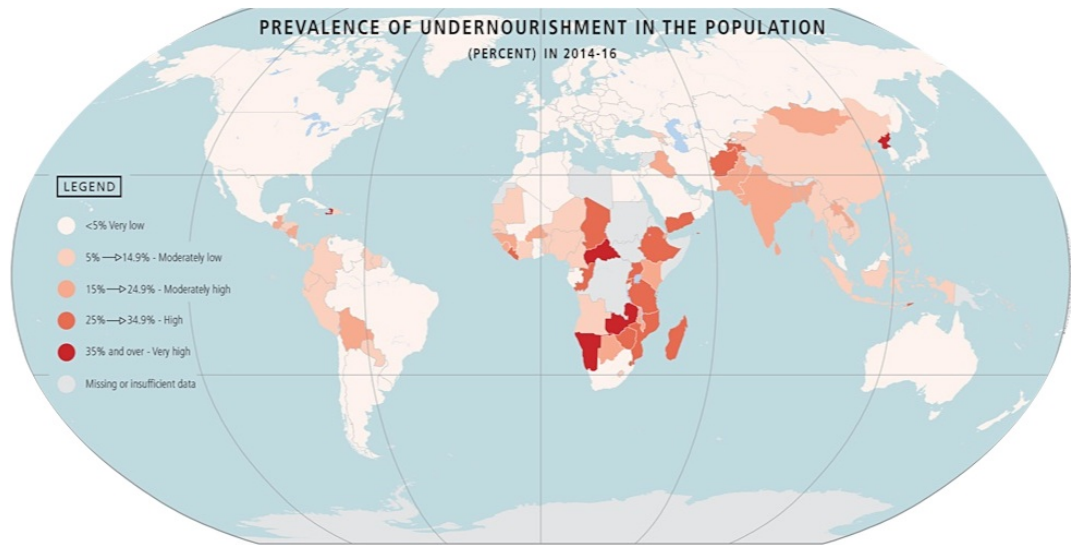 PREVALENCE OF UNDERNOURISHMENT IN THE POPULATION
(PERCENT) IN 2014-16
LEGEND
<5% Very low
5% —▷14.9% - Moderately low
15%—▷24.9% - Moderately high
25%—▷34.9% - High
35% and over - Very high
Missing or insufficient data